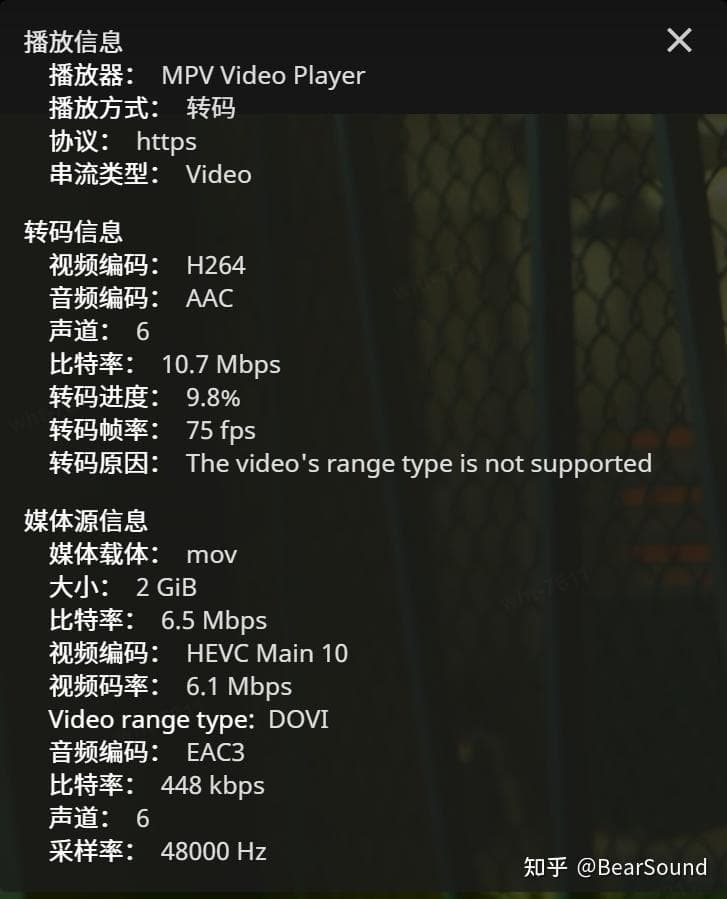 播放信息
播放器： MPV Video Player
播放方式： 转码
协议： https
串流类型： Video
转码信息
视频编码： H264
音频编码： AAC
声道： 6
比特率： 10.7 Mbps
转码进度： 9.8%
转码帧率： 75 fps
转码原因： The video's range type is not supported
媒体源信息
媒体载体： mov
大小： 2 GiB
比特率： 6.5 Mbps
视频编码： HEVC Main 10
视频码率： 6.1 Mbps
Video range type: DOVI
音频编码： EAC3
比特率： 448 kbps
声道： 6
采样率： 48000 Hz
知乎 @BearSound